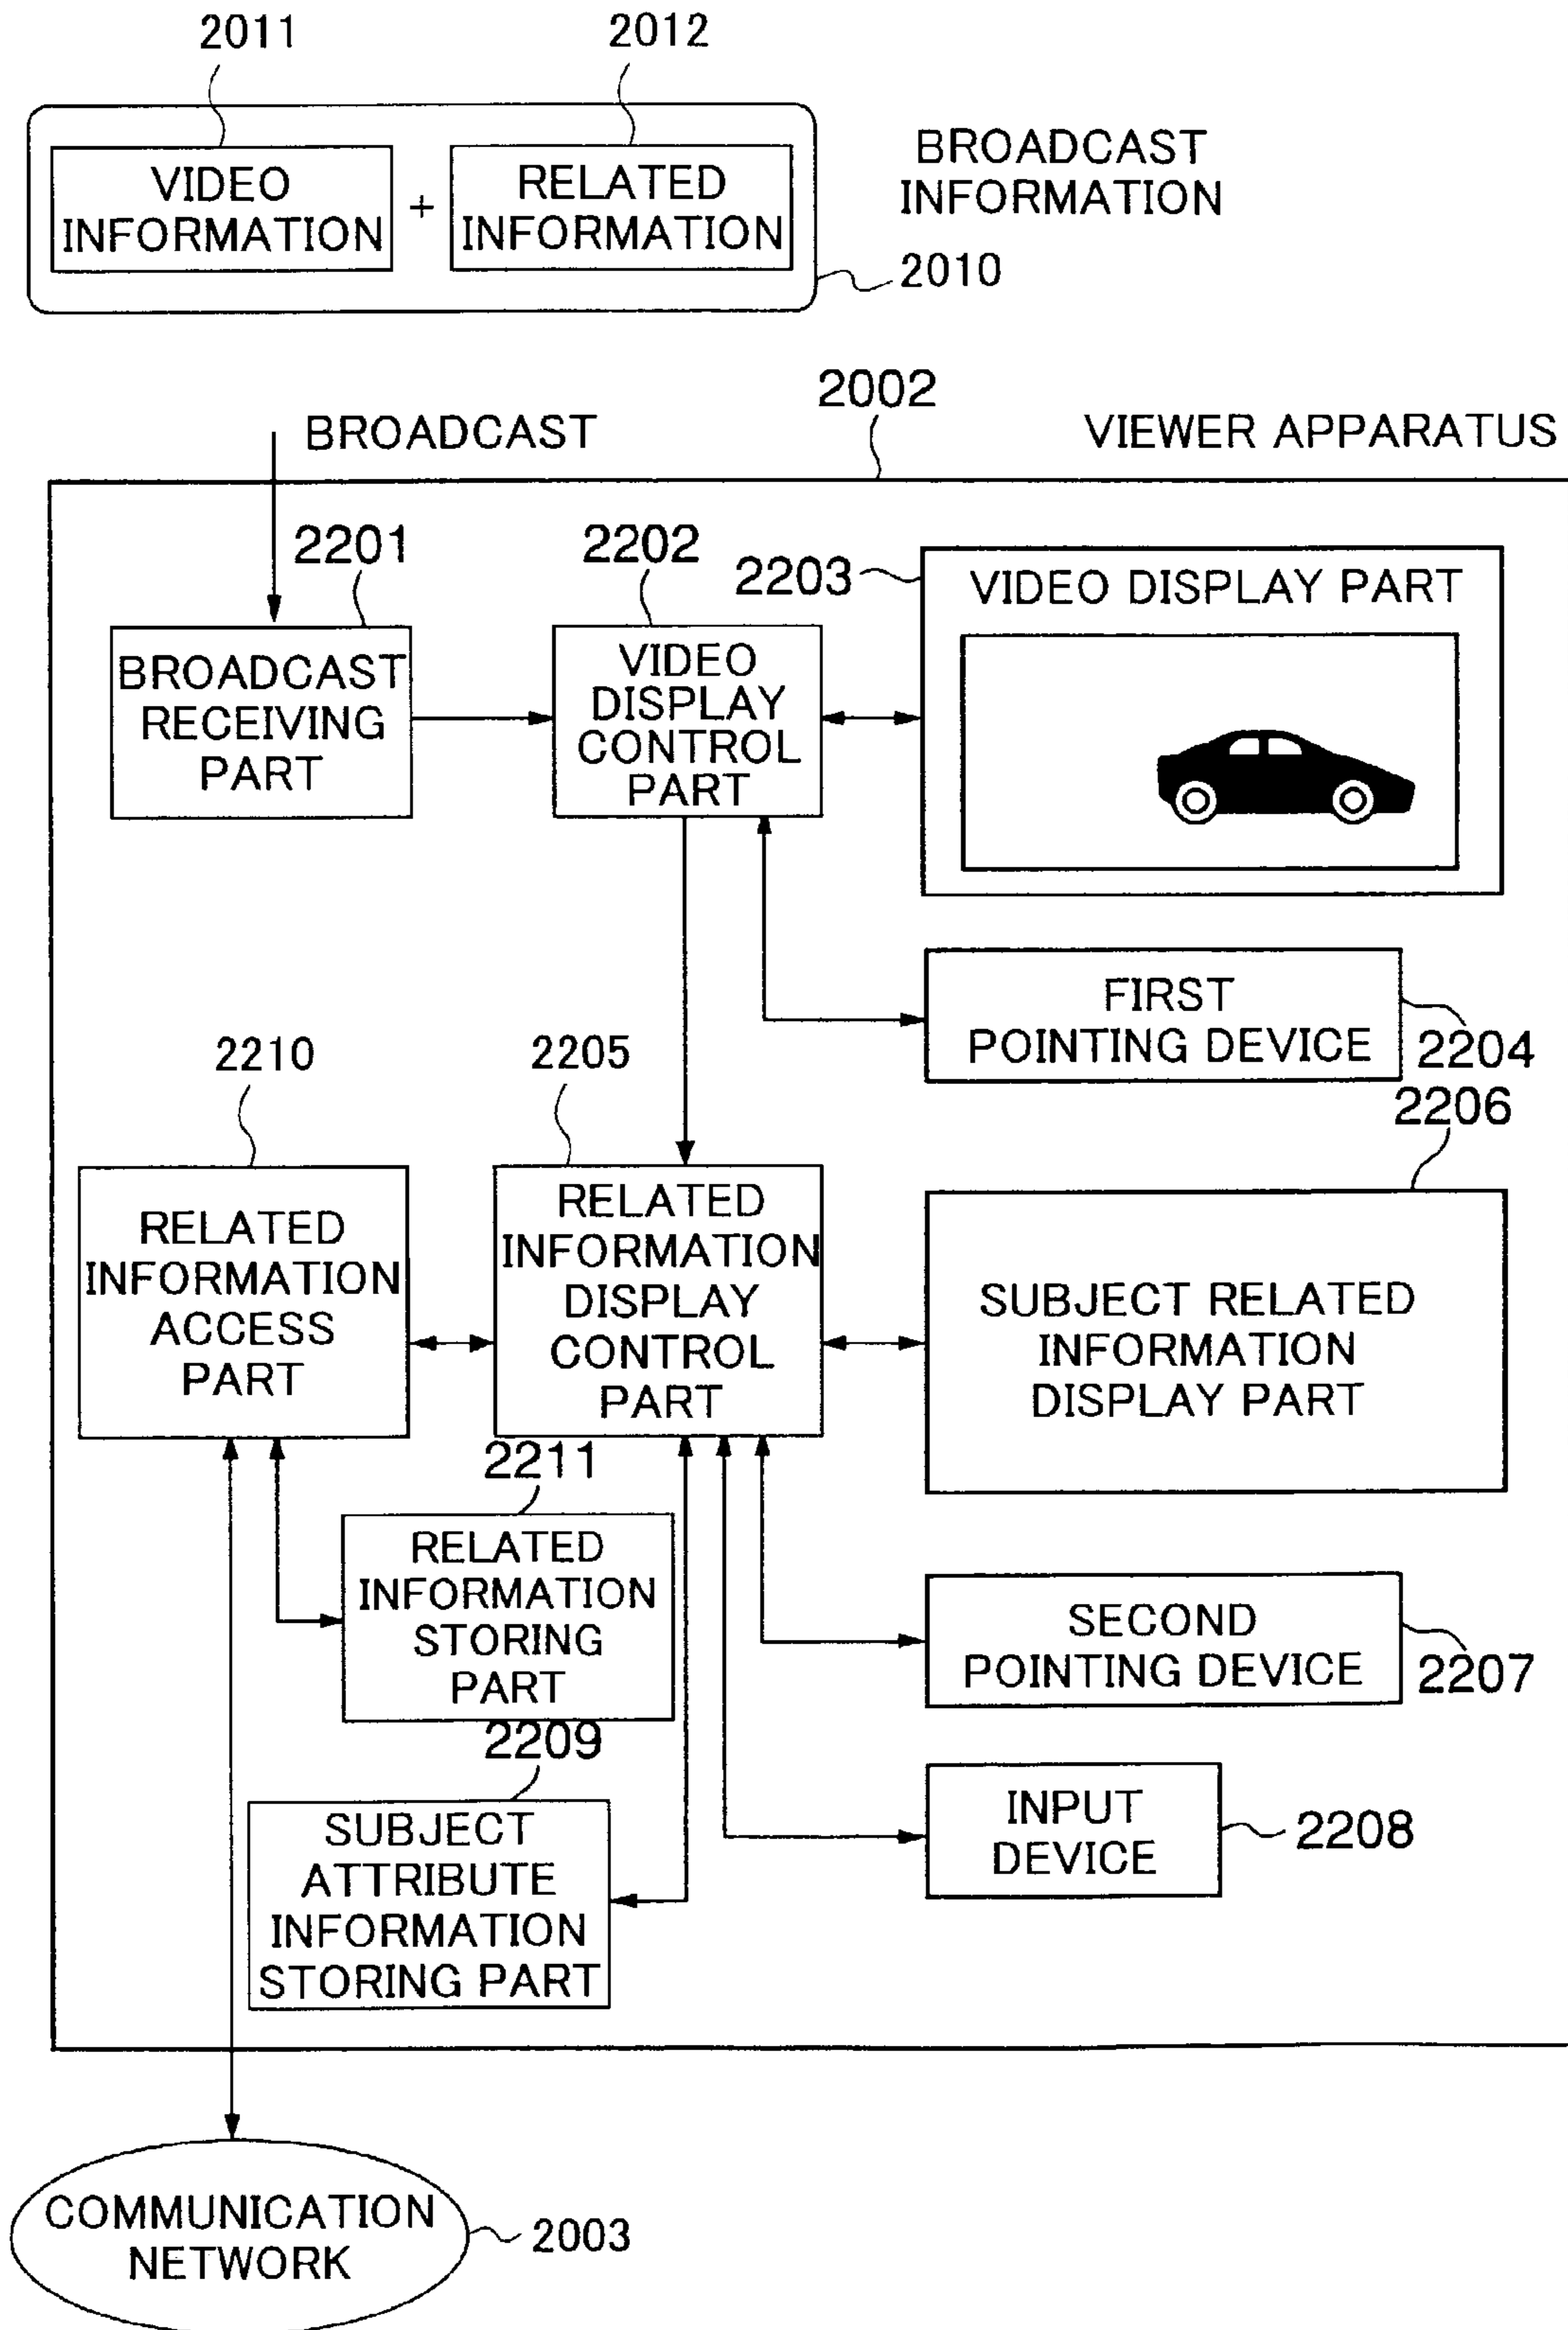 2011
2012
VIDEO
INFORMATION
+
RELATED
INFORMATION
BROADCAST
INFORMATION
2010
2002
BROADCAST
VIEWER APPARATUS
2201
2202
2203
VIDEO DISPLAY PART
BROADCAST
RECEIVING
PART
VIDEO
DISPLAY
CONTROL
PART
FIRST
POINTING DEVICE
2204
2210
2205
2206
RELATED
INFORMATION
ACCESS
PART
RELATED
INFORMATION
DISPLAY
CONTROL
PART
SUBJECT RELATED
INFORMATION
DISPLAY PART
2211
RELATED
INFORMATION
STORING
PART
SECOND
POINTING DEVICE
2207
2209
SUBJECT
ATTRIBUTE
INFORMATION
STORING PART
INPUT
DEVICE
2208
COMMUNICATION
NETWORK
2003